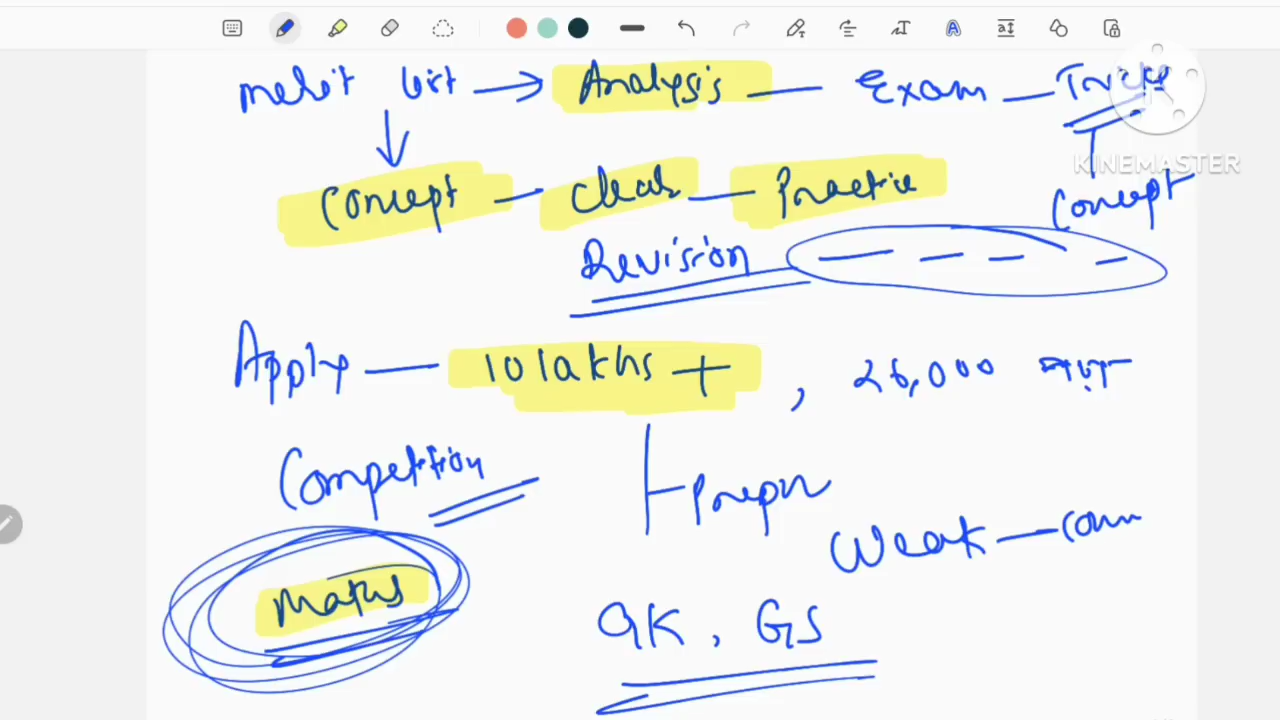 merit list → Analysis — Exam — Trick
KINEMASTER
Concept — Clear — Practice
Concept
Revision
Apply — 10 lakhs + , 26,000
Competition
Prepn
Weak —
Maths
GK, GS